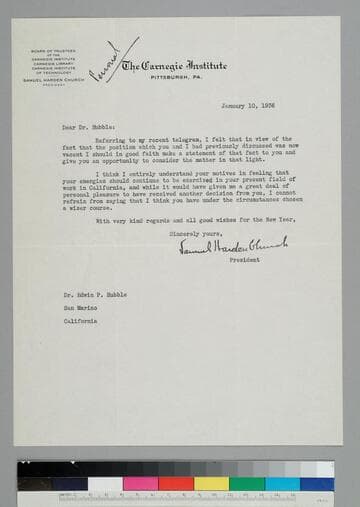 BOARD OF TRUSTEES
OF THE
CARNEGIE INSTITUTE
CARNEGIE LIBRARY
CARNEGIE INSTITUTE
OF TECHNOLOGY
SAMUEL HARDEN CHURCH
PRESIDENT
Personal
The Carnegie Institute
PITTSBURGH, PA.
January 10, 1936
Dear Dr. Hubble:
Referring to my recent telegram, I felt that in view of the
fact that the position which you and I had previously discussed was now
vacant I should in good faith make a statement of that fact to you and
give you an opportunity to consider the matter in that light.
I think I entirely understand your motives in feeling that
your energies should continue to be exercised in your present field of
work in California, and while it would have given me a great deal of
personal pleasure to have received another decision from you, I cannot
refrain from saying that I think you have under the circumstances chosen
a wiser course.
With very kind regards and all good wishes for the New Year,
Sincerely yours,
Samuel Harden Church
President
Dr. Edwin P. Hubble
San Marino
California